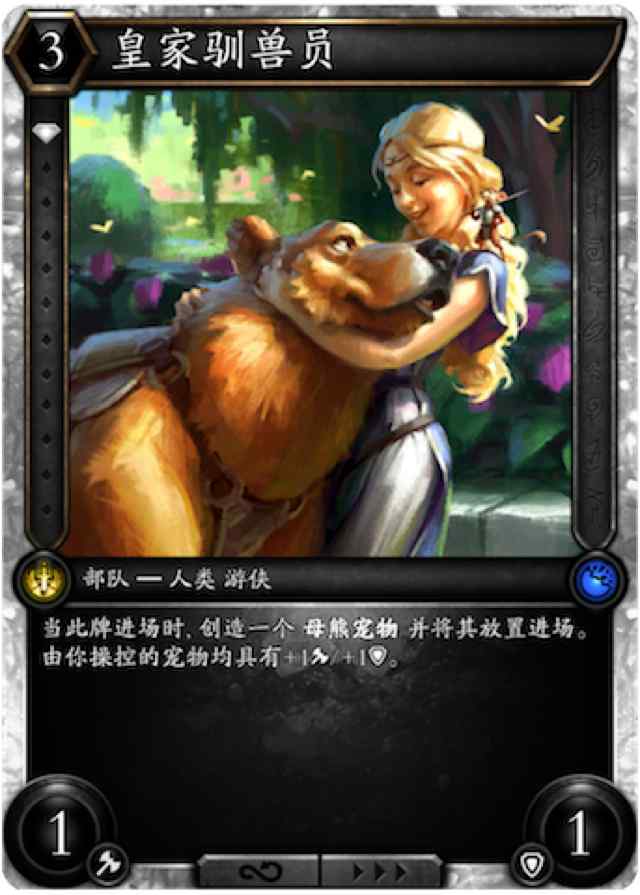 3
皇家驯兽员
部队 — 人类 游侠
当此牌进场时, 创造一个 母熊宠物 并将其放置进场。
由你操控的宠物均具有+1/+1。
1
1